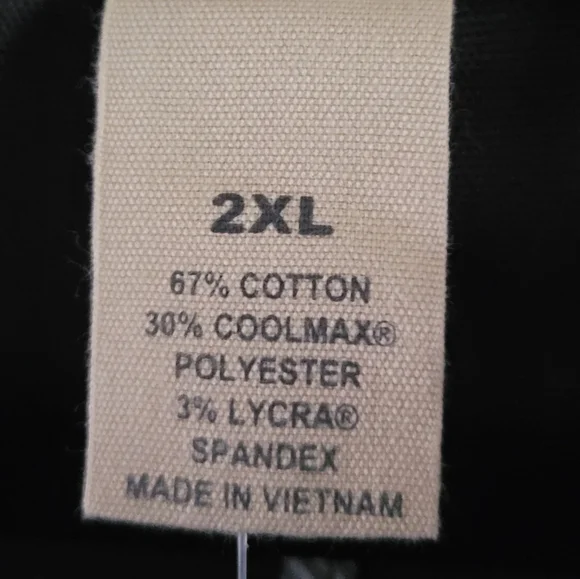 2XL
67% COTTON
30% COOLMAX®
POLYESTER
3% LYCRA®
SPANDEX
MADE IN VIETNAM